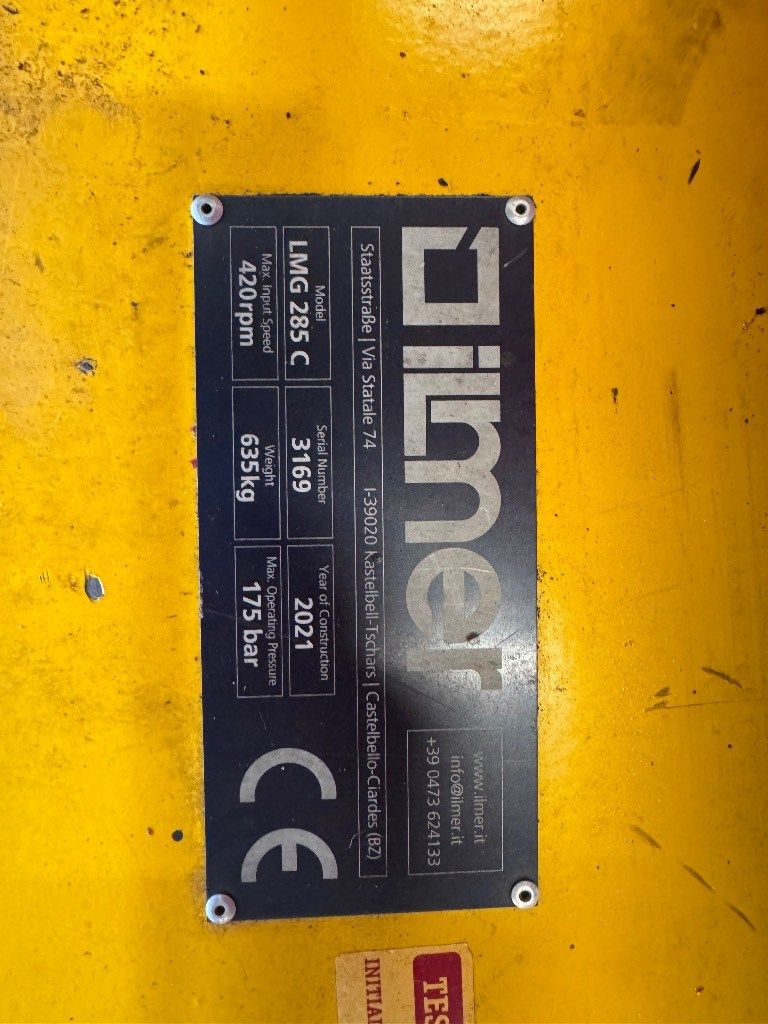 ilmer
www.ilmer.it
info@ilmer.it
+39 0473 624133
Staatsstraße | Via Statale 74 I-39020 Kastelbell-Tschars | Castelbello-Ciardes (BZ)
Model
LMG 285 C
Serial Number
3169
Year of Construction
2021
Max. Input Speed
420rpm
Weight
635kg
Max. Operating Pressure
175 bar
CE
TES
INITIAL